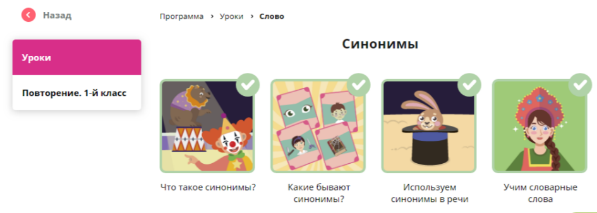 Назад
Программа › Уроки › Слово
Синонимы
Уроки
Повторение. 1-й класс
Что такое синонимы?
Какие бывают
синонимы?
Используем
синонимы в речи
Учим словарные
слова